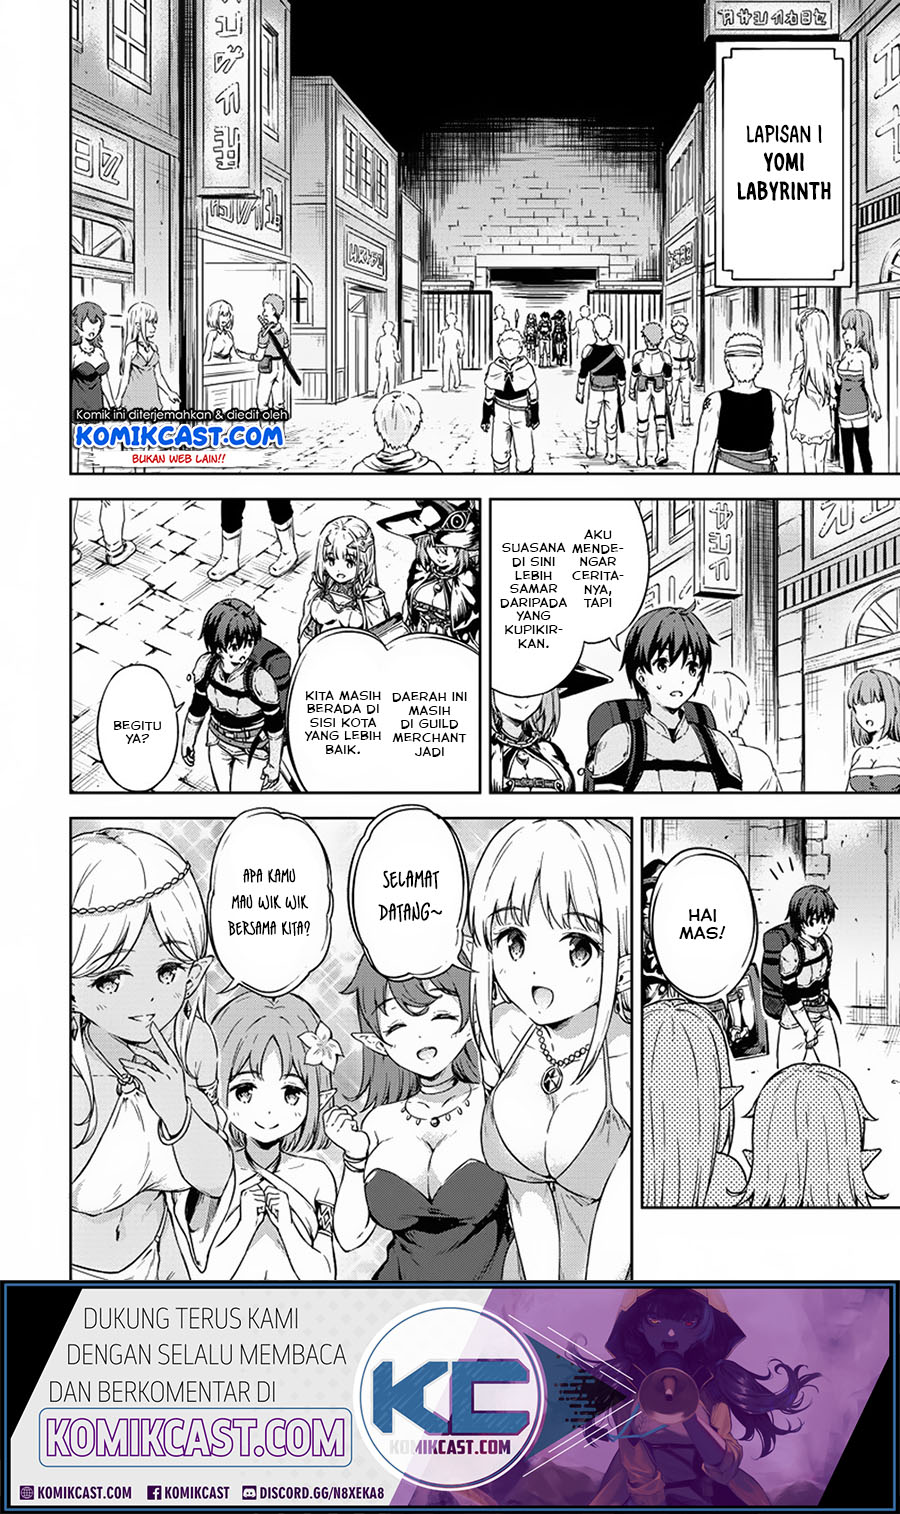 LAPISAN I
YOMI
LABYRINTH
Komik ini diterjemahkan & diedit oleh
KOMIKCAST.COM
BUKAN WEB LAIN!!
AKU
MENDE-
NGAR
CERITA-
NYA,
TAPI
SUASANA
DI SINI
LEBIH
SAMAR
DARIPADA
YANG
KUPIKIR-
KAN.
DAERAH INI
MASIH
DI GUILD
MERCHANT
JADI
KITA MASIH
BERADA DI
SISI KOTA
YANG LEBIH
BAIK.
BEGITU
YA?
HAI
MAS!
SELAMAT
DATANG~
APA KAMU
MAU WIK WIK
BERSAMA KITA?
DUKUNG TERUS KAMI
DENGAN SELALU MEMBACA
DAN BERKOMENTAR DI
KOMIKCAST.COM
KC
KOMIKCAST.COM
KOMIKCAST.COM KOMIKCAST DISCORD.GG/N8XEKA8